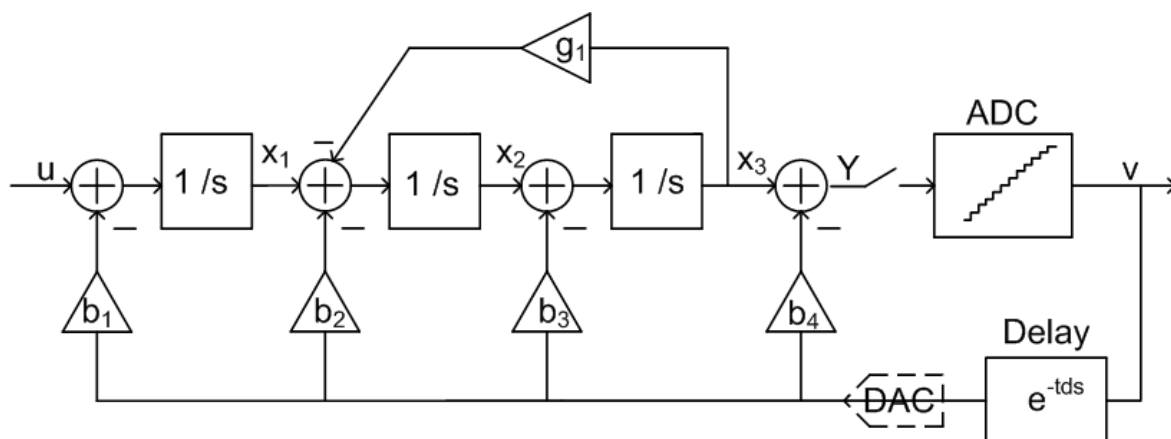 g₁
ADC
u
1 /s
x₁
1 /s
x₂
1 /s
x₃
Y
v
b₁
b₂
b₃
b₄
Delay
DAC
e⁻ᵗᵈˢ